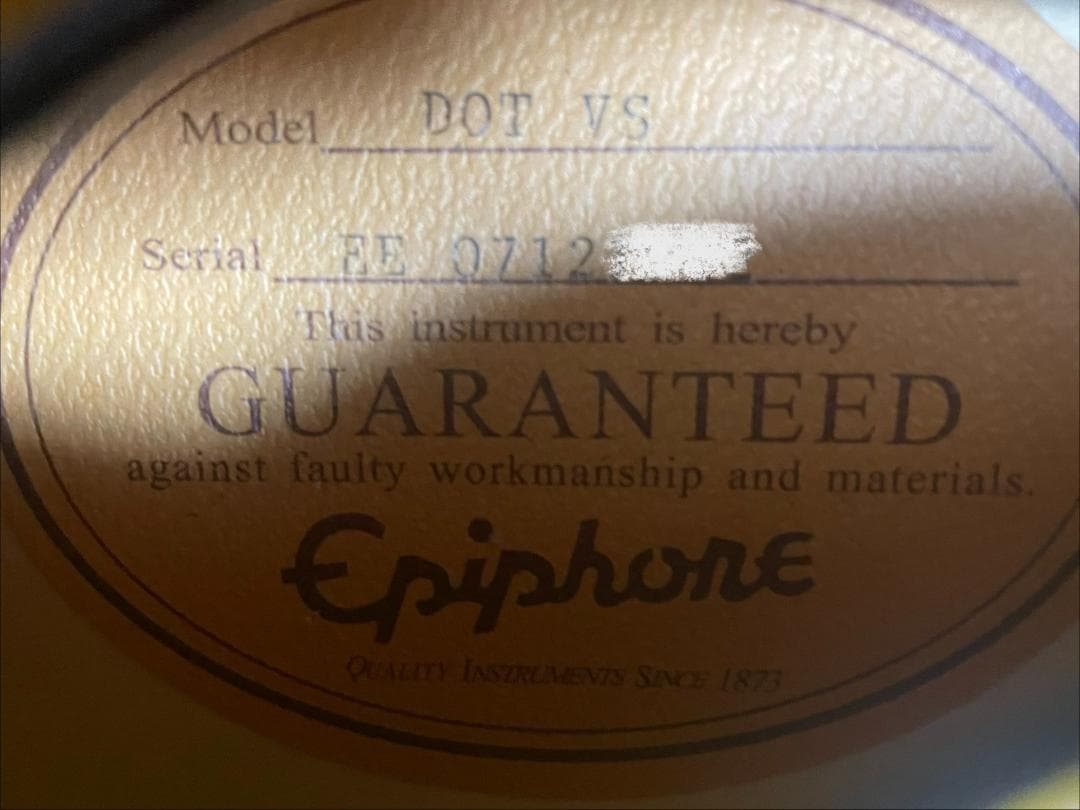 Model DOT VS
Serial EE 0712
This instrument is hereby
GUARANTEED
against faulty workmanship and materials.
Epiphone
QUALITY INSTRUMENTS SINCE 1873